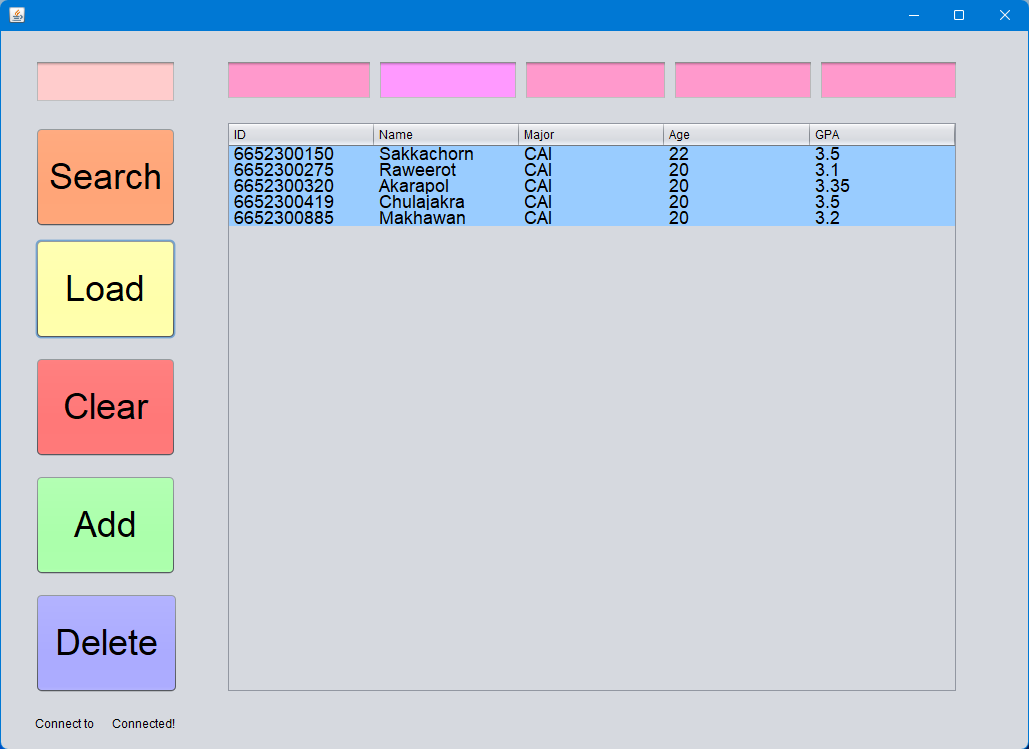 Search
Load
Clear
Add
Delete
Connect to Connected!
ID Name Major Age GPA
6652300150 Sakkachorn CAI 22 3.5
6652300275 Raweerot CAI 20 3.1
6652300320 Akarapol CAI 20 3.35
6652300419 Chulajakra CAI 20 3.5
6652300885 Makhawan CAI 20 3.2